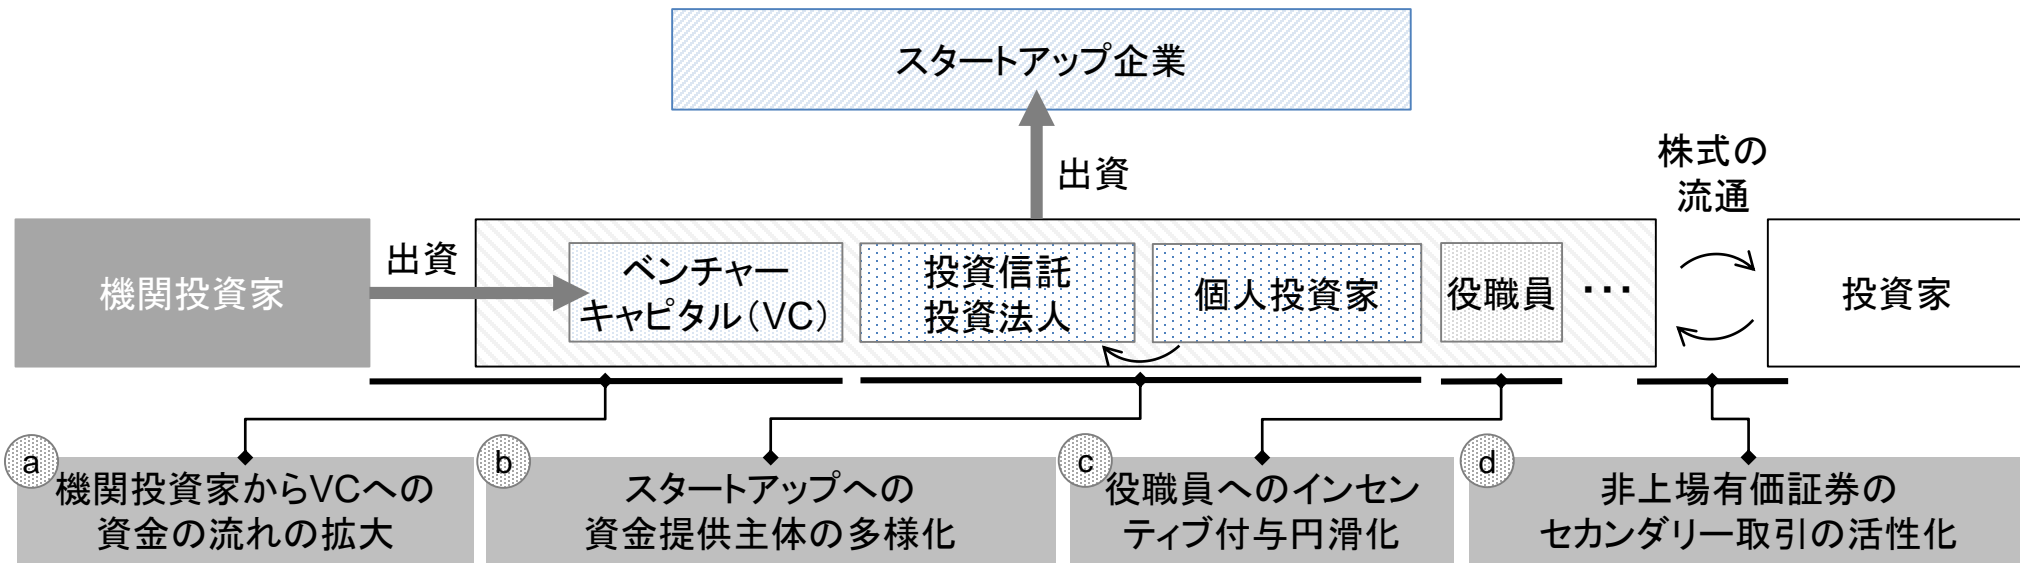 スタートアップ企業
出資
株式の
流通
機関投資家
出資
ベンチャー
キャピタル（VC）
投資信託
投資法人
個人投資家
役職員
･･･
投資家
a
機関投資家からVCへの
資金の流れの拡大
b
スタートアップへの
資金提供主体の多様化
c
役職員へのインセン
ティブ付与円滑化
d
非上場有価証券の
セカンダリー取引の活性化